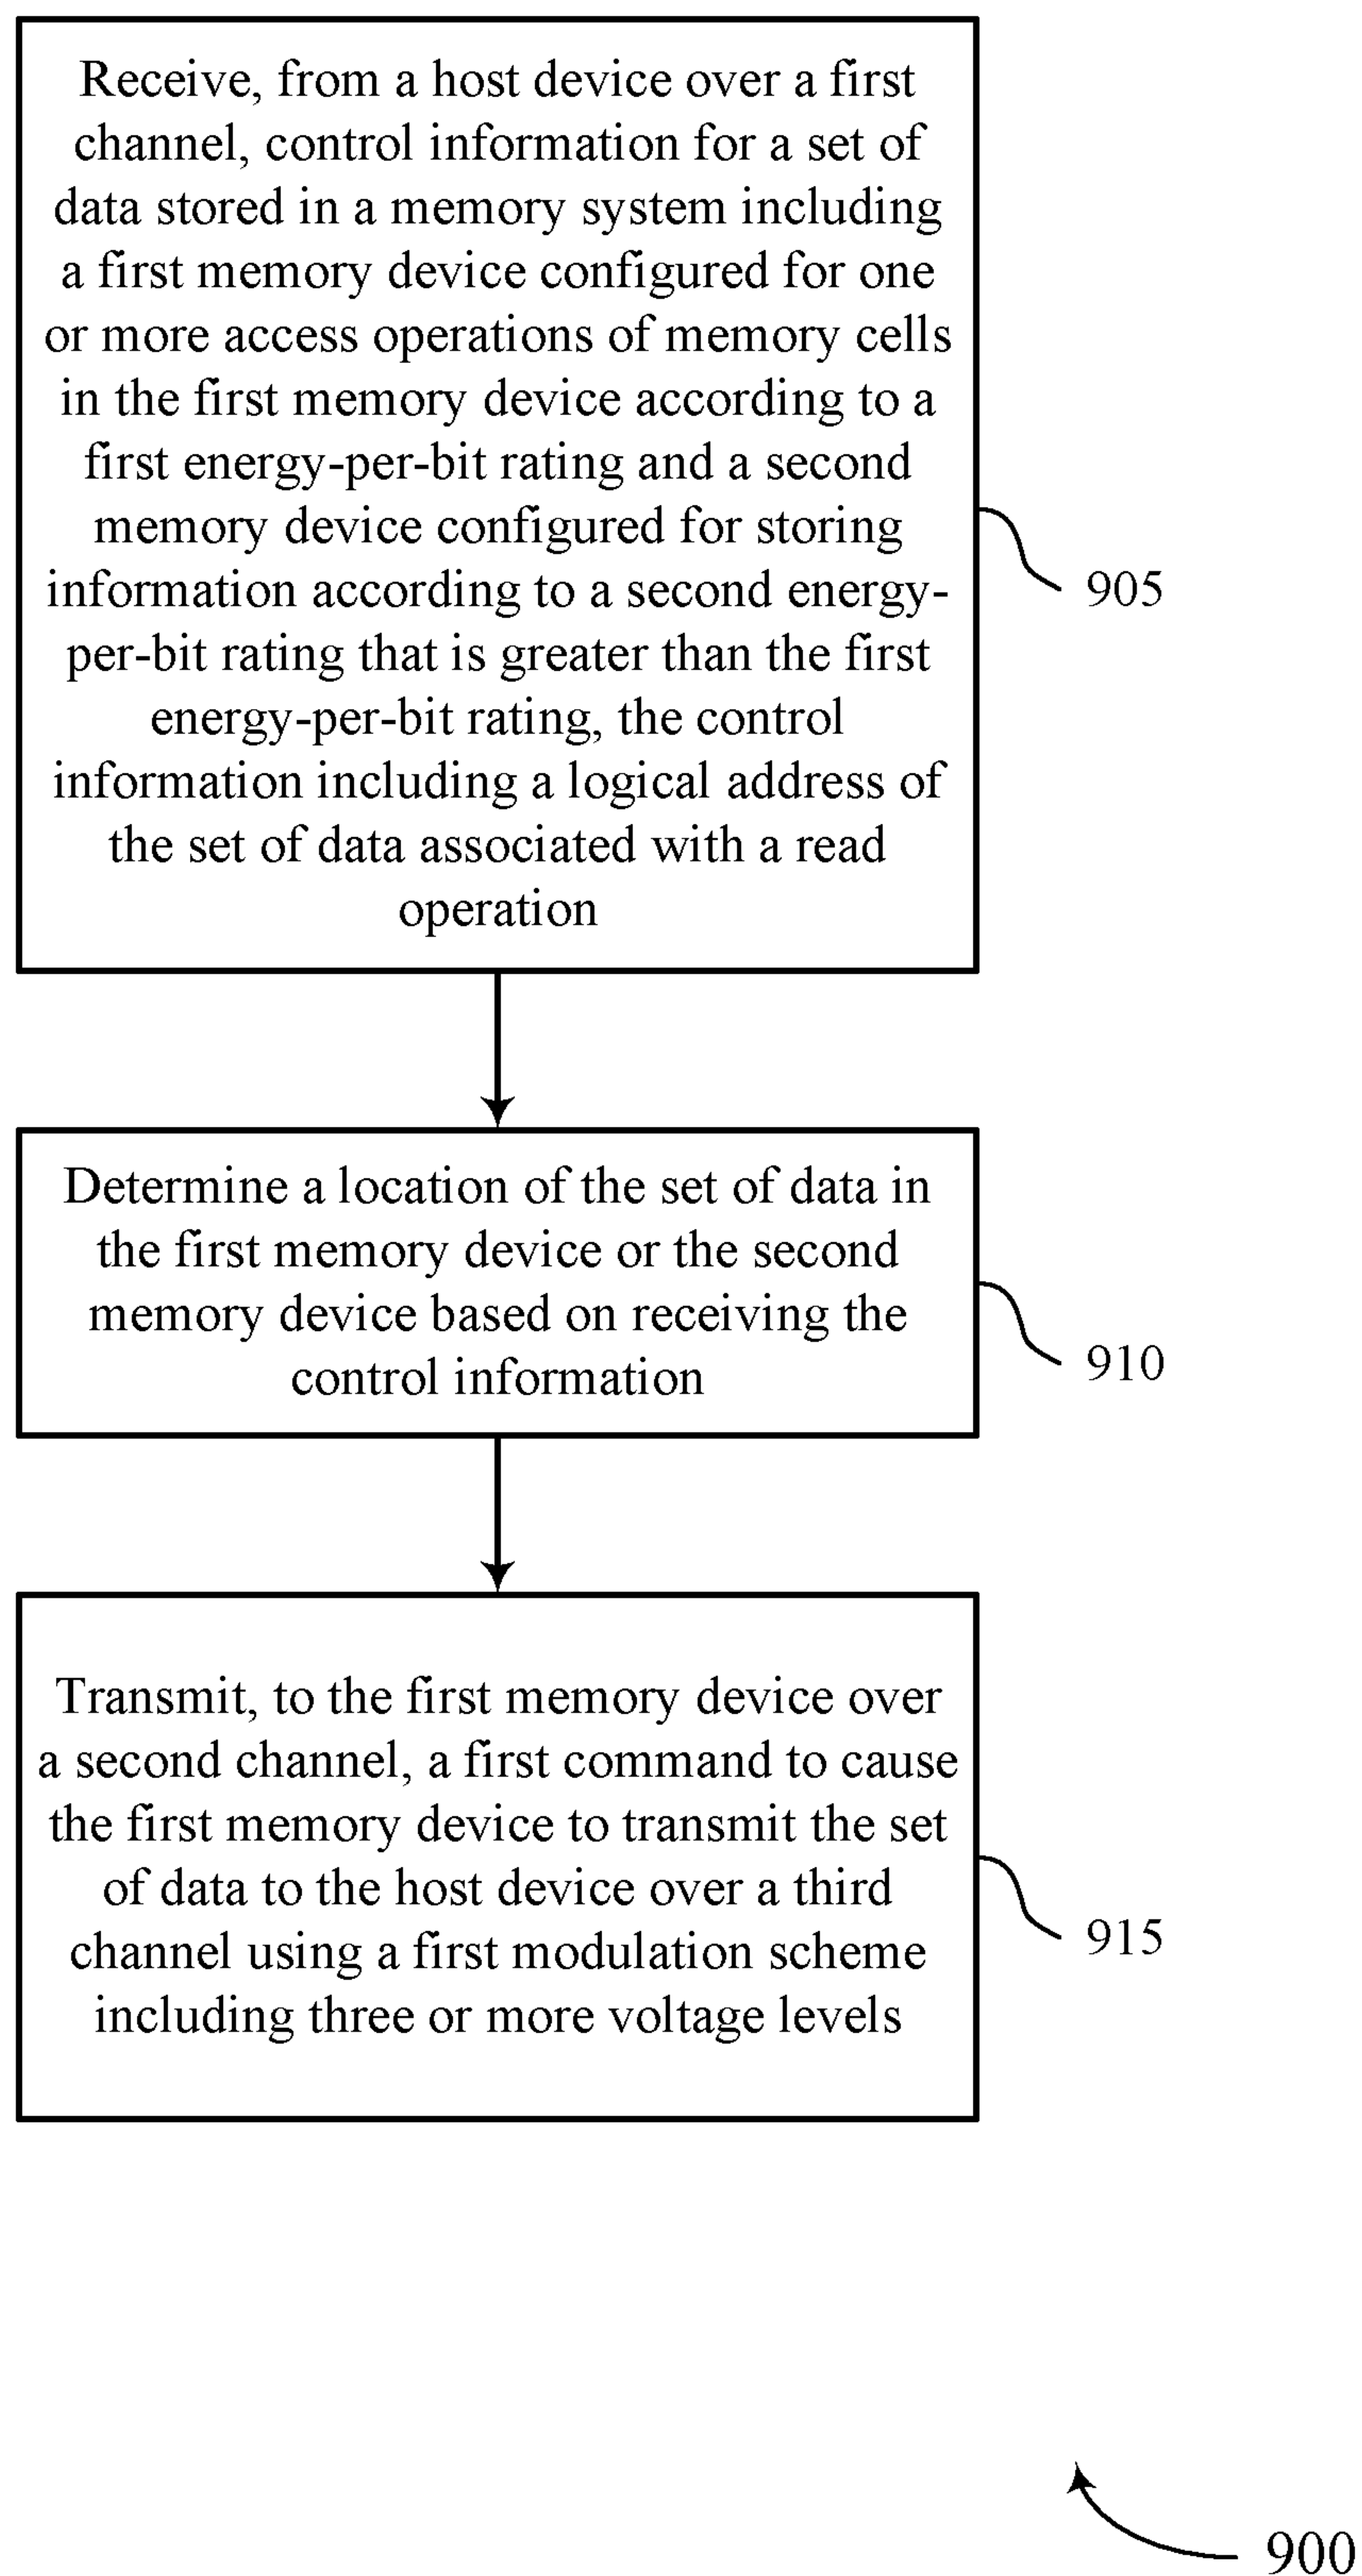 Receive, from a host device over a first
channel, control information for a set of
data stored in a memory system including
a first memory device configured for one
or more access operations of memory cells
in the first memory device according to a
first energy-per-bit rating and a second
memory device configured for storing
information according to a second energy-
per-bit rating that is greater than the first
energy-per-bit rating, the control
information including a logical address of
the set of data associated with a read
operation
905
Determine a location of the set of data in
the first memory device or the second
memory device based on receiving the
control information
910
Transmit, to the first memory device over
a second channel, a first command to cause
the first memory device to transmit the set
of data to the host device over a third
channel using a first modulation scheme
including three or more voltage levels
915
900